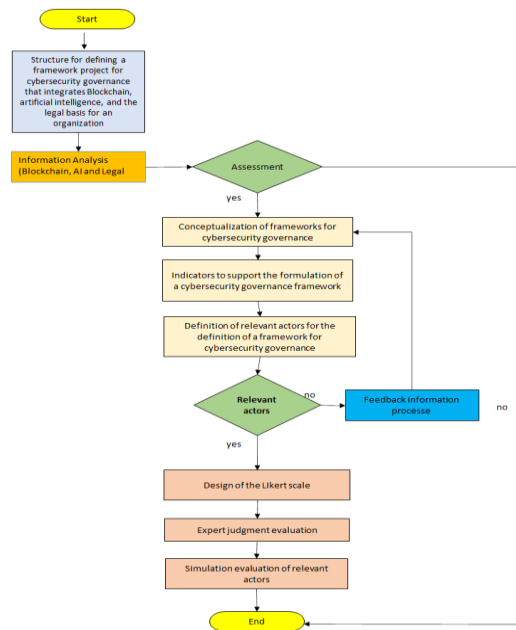 Start
Structure for defining a
framework project for
cybersecurity governance
that integrates Blockchain,
artificial intelligence, and the
legal basis for an
organization
Information Analysis
(Blockchain, AI and Legal
Assessment
yes
Conceptualization of frameworks for
cybersecurity governance
Indicators to support the formulation of
a cybersecurity governance framework
Definition of relevant actors for the
definition of a framework for
cybersecurity governance
Relevant
actors
no
Feedback information
processe
no
yes
Design of the Likert scale
Expert judgment evaluation
Simulation evaluation of relevant
actors
End